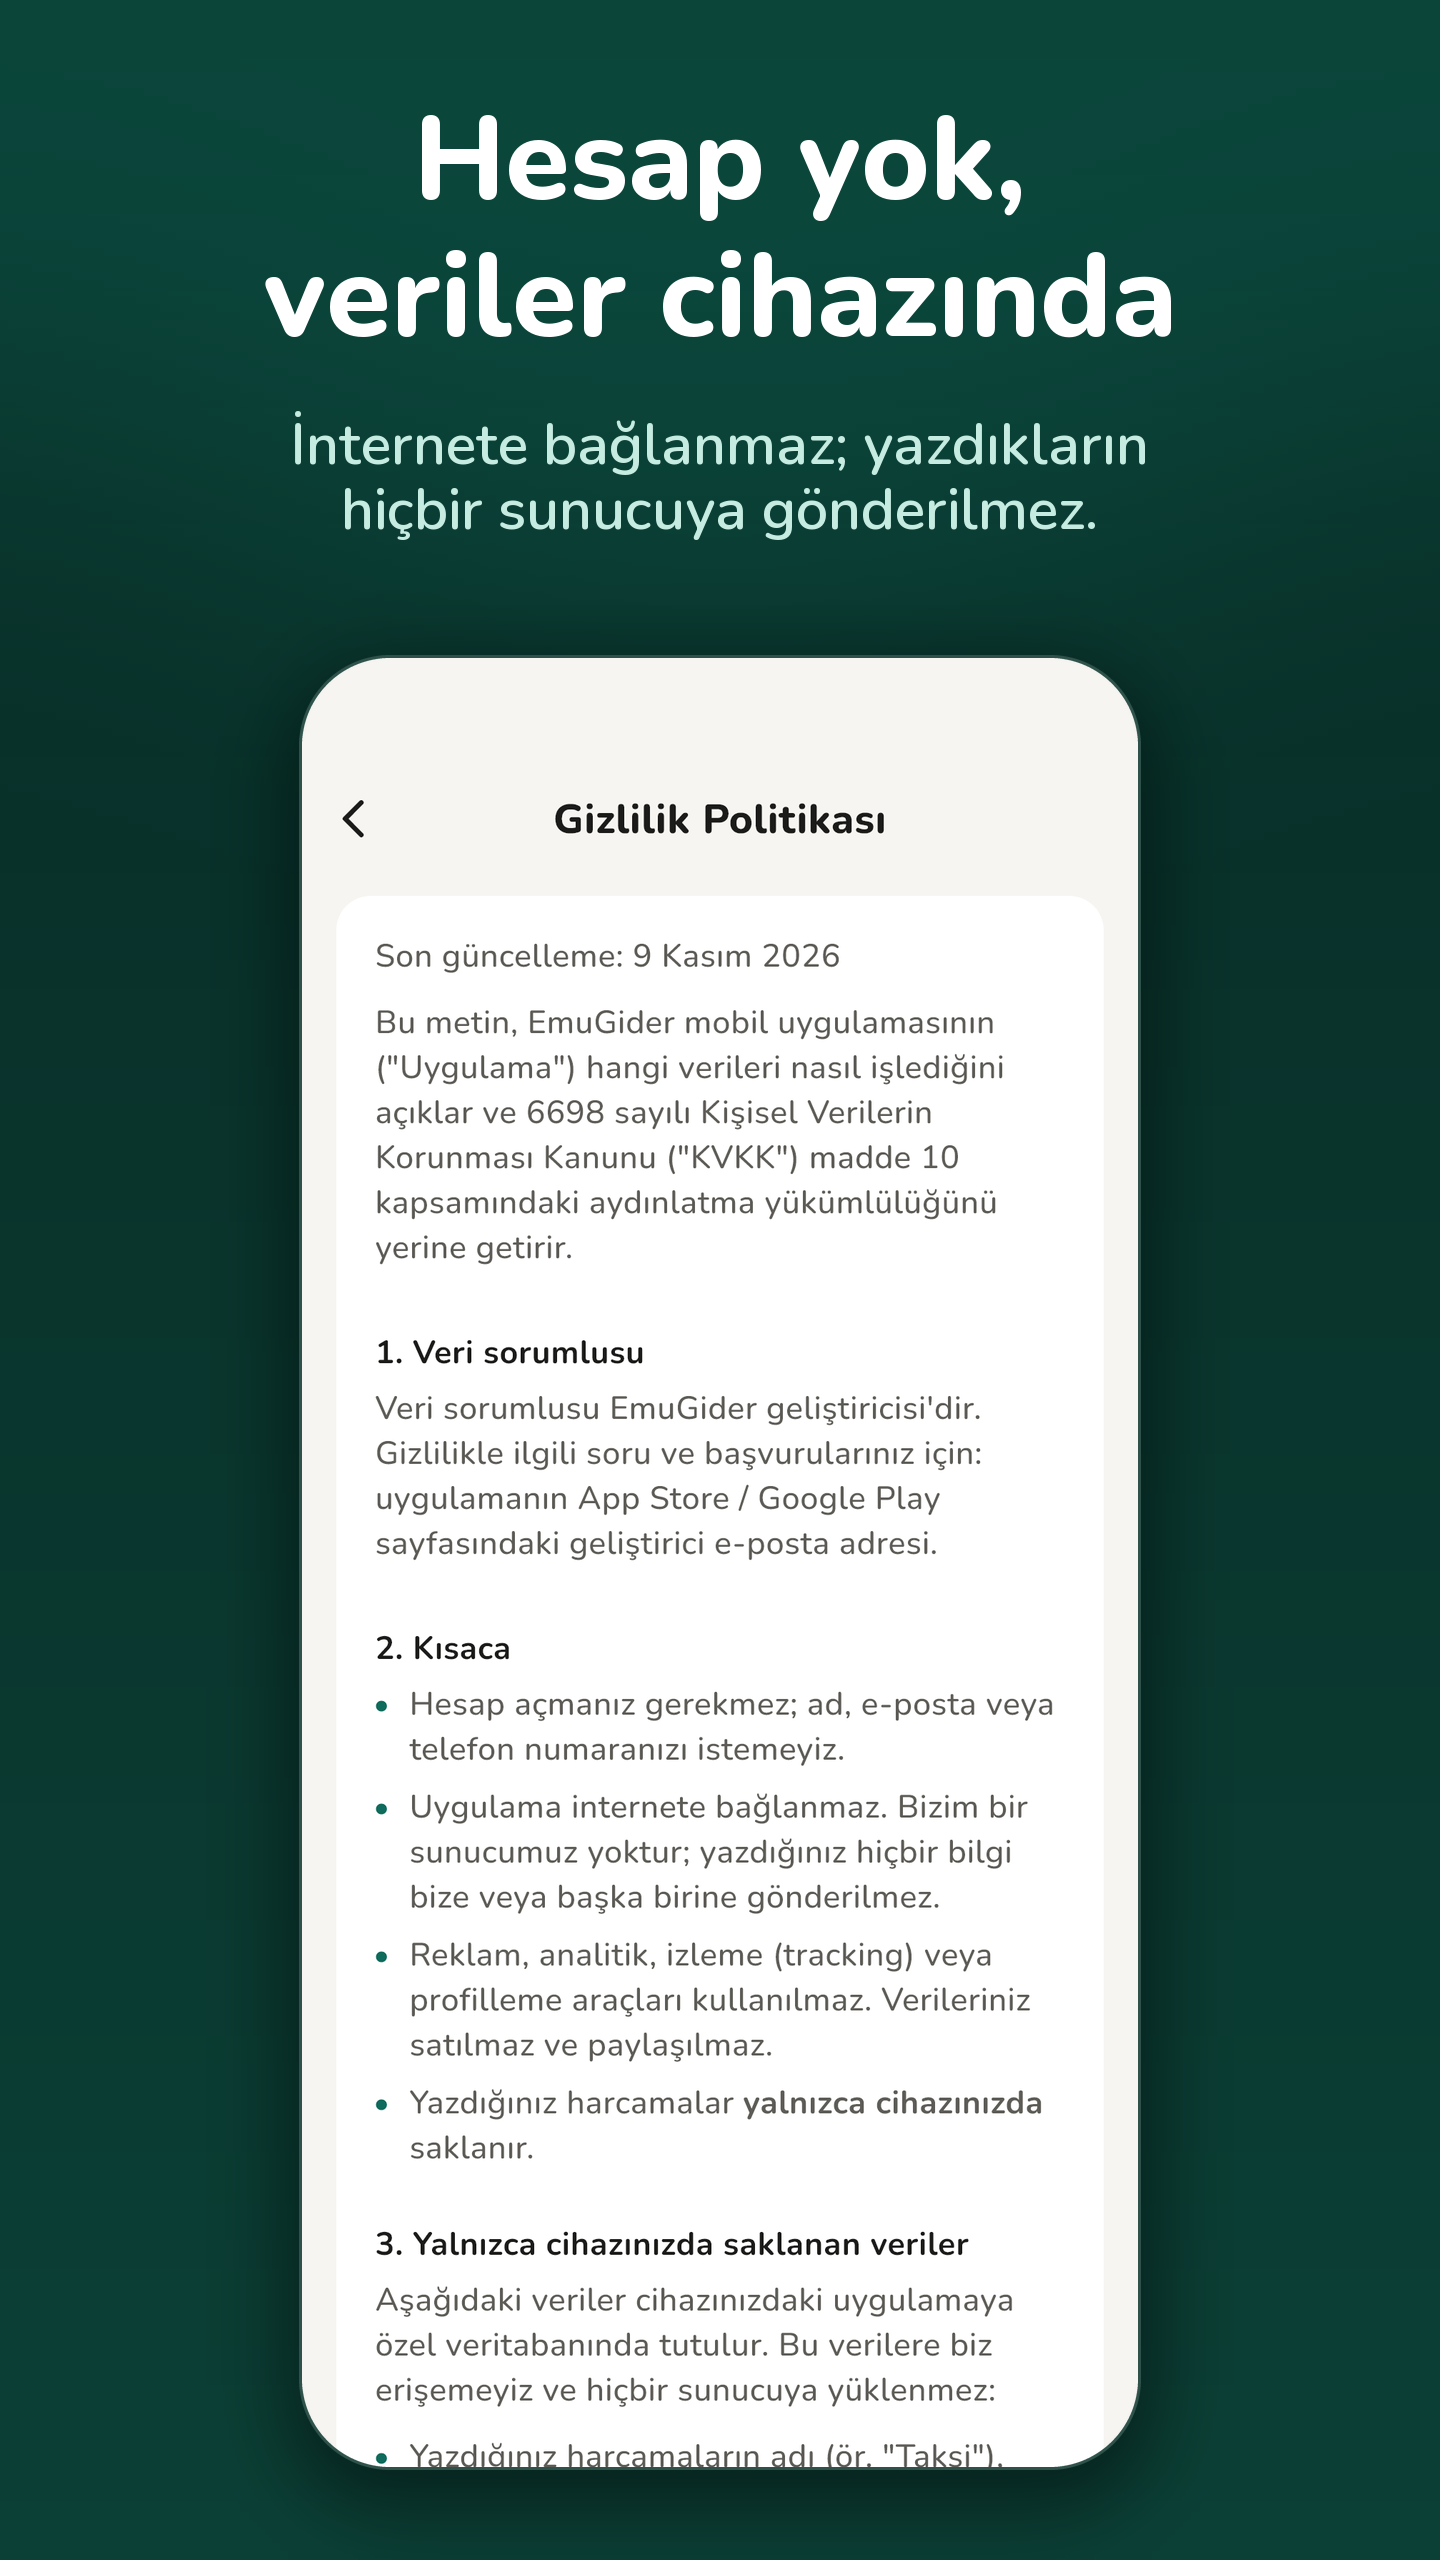 Hesap yok,
veriler cihazında
İnternete bağlanmaz; yazdıkların
hiçbir sunucuya gönderilmez.
Gizlilik Politikası
Son güncelleme: 9 Kasım 2026
Bu metin, EmuGider mobil uygulamasının
("Uygulama") hangi verileri nasıl işlediğini
açıklar ve 6698 sayılı Kişisel Verilerin
Korunması Kanunu ("KVKK") madde 10
kapsamındaki aydınlatma yükümlülüğünü
yerine getirir.
1. Veri sorumlusu
Veri sorumlusu EmuGider geliştiricisi'dir.
Gizlilikle ilgili soru ve başvurularınız için:
uygulamanın App Store / Google Play
sayfasındaki geliştirici e-posta adresi.
2. Kısaca
• Hesap açmanız gerekmez; ad, e-posta veya
telefon numaranızı istemeyiz.
• Uygulama internete bağlanmaz. Bizim bir
sunucumuz yoktur; yazdığınız hiçbir bilgi
bize veya başka birine gönderilmez.
• Reklam, analitik, izleme (tracking) veya
profilleme araçları kullanılmaz. Verileriniz
satılmaz ve paylaşılmaz.
• Yazdığınız harcamalar yalnızca cihazınızda
saklanır.
3. Yalnızca cihazınızda saklanan veriler
Aşağıdaki veriler cihazınızdaki uygulamaya
özel veritabanında tutulur. Bu verilere biz
erişemeyiz ve hiçbir sunucuya yüklenmez:
• Yazdığınız harcamaların adı (ör. "Taksi"),